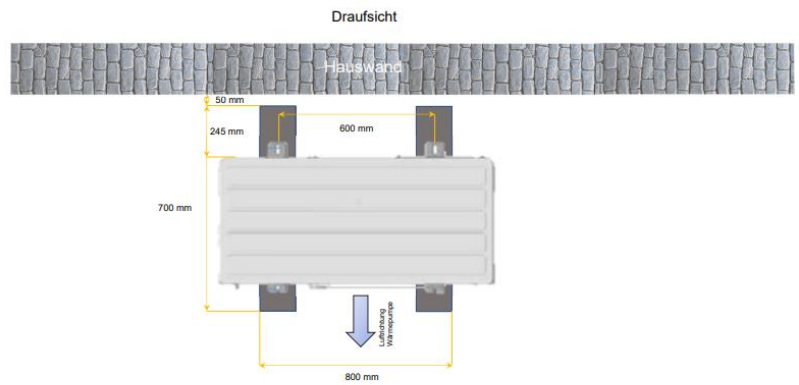 Draufsicht
Hauswand
50 mm
245 mm
600 mm
700 mm
Luftrichtung
Wärmepumpe
800 mm